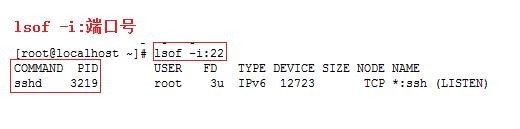 lsof -i:端口号
[root@localhost ~]# lsof -i:22
COMMAND PID USER FD TYPE DEVICE SIZE NODE NAME
sshd 3219 root 3u IPv6 12723 TCP *:ssh (LISTEN)